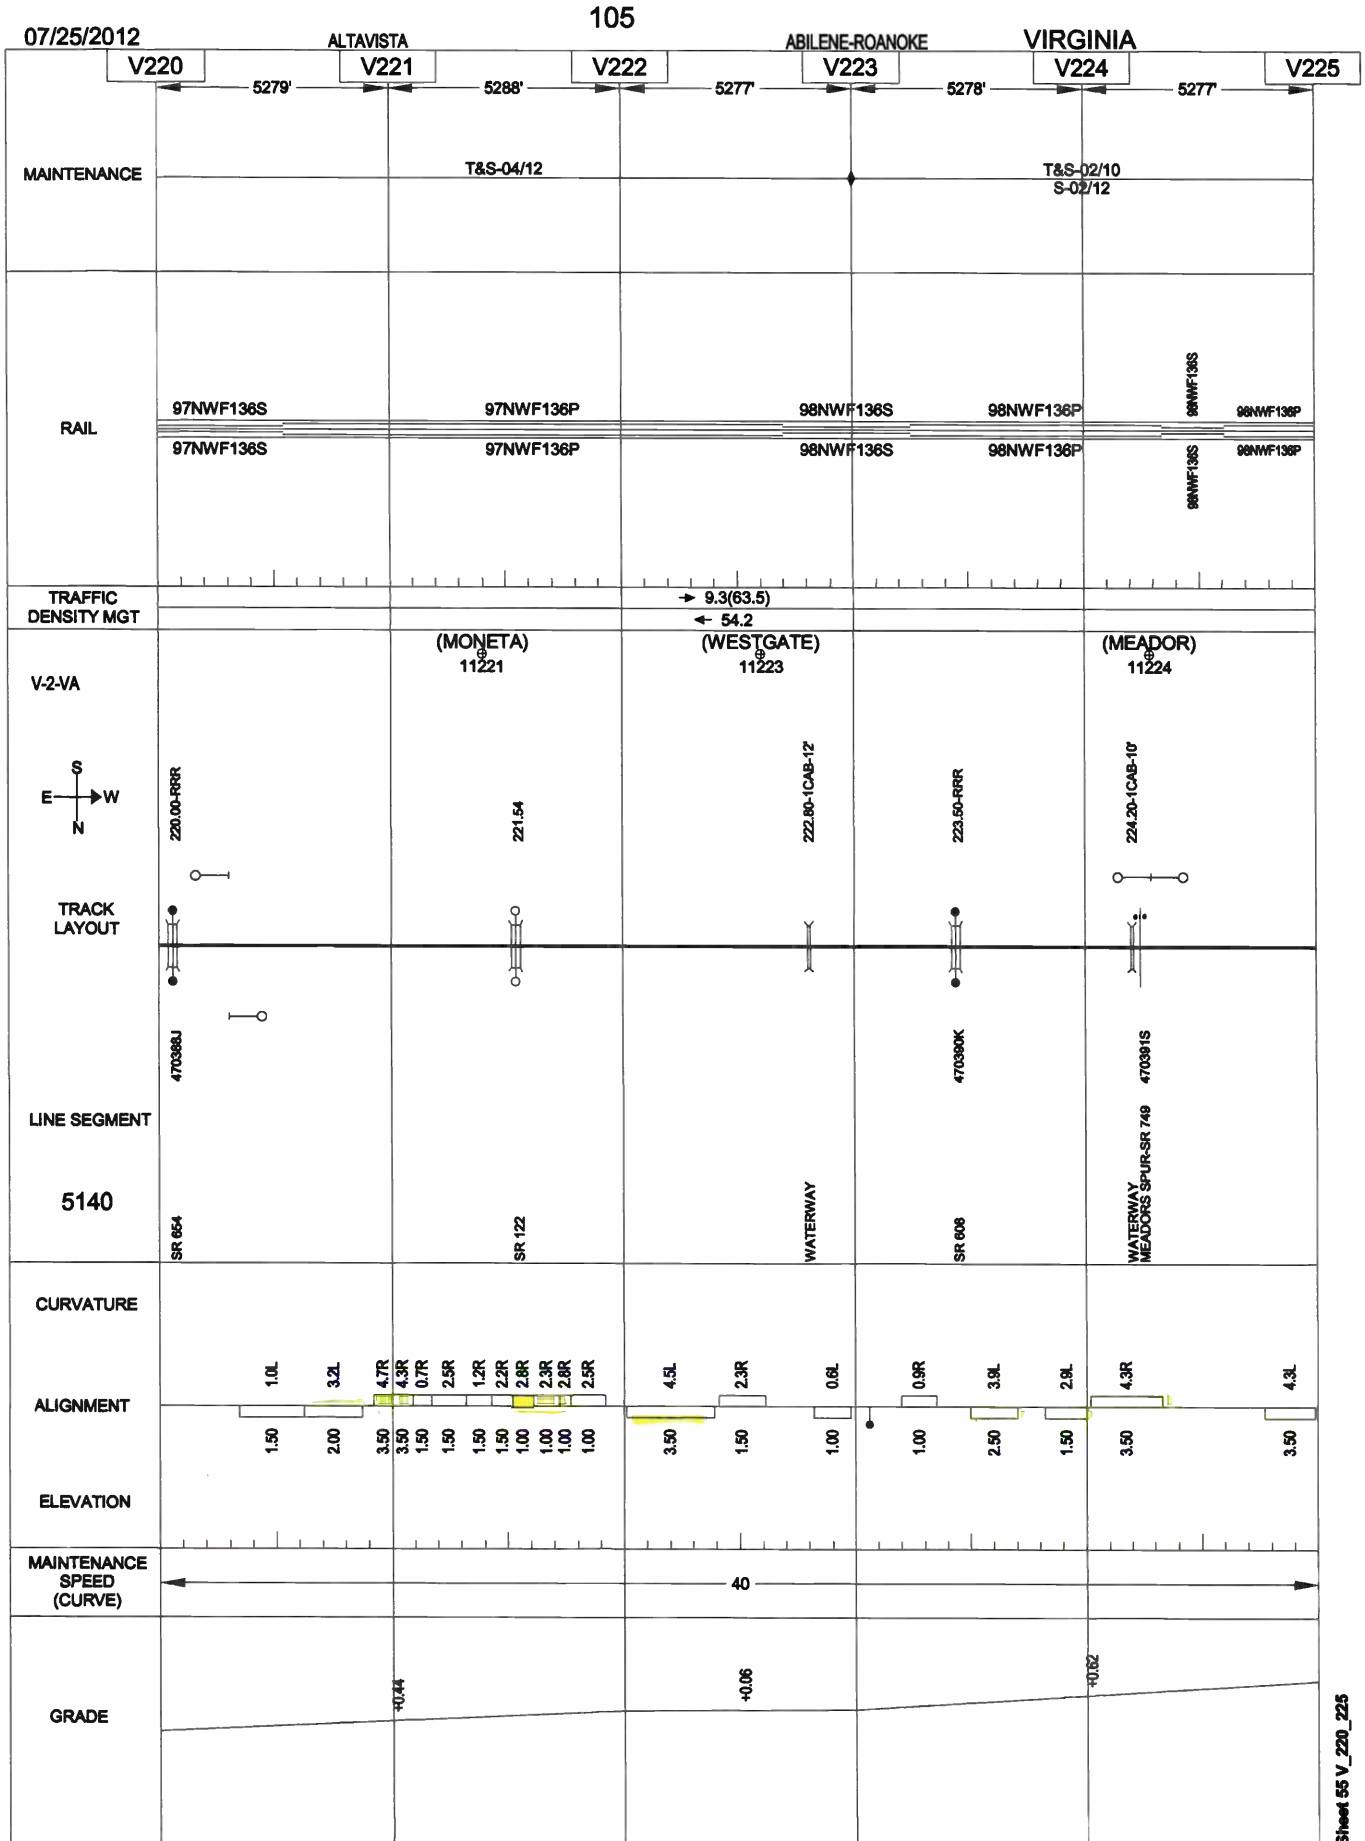 105
07/25/2012
ALTAVISTA
ABILENE-ROANOKE
VIRGINIA
V220
V221
V222
V223
V224
V225
5279'
5288'
5277'
5278'
5277'
MAINTENANCE
T&S-04/12
T&S-02/10
S-02/12
RAIL
97NWF136S
97NWF136P
98NWF136S
98NWF136P
98NWF136S
98NWF136P
97NWF136S
97NWF136P
98NWF136S
98NWF136P
98NWF136S
98NWF136P
TRAFFIC
DENSITY MGT
9.3(63.5)
54.2
(MONETA)
11221
(WESTGATE)
11223
(MEADOR)
11224
V-2-VA
S
E
W
N
220.00-RRR
221.54
222.80-1CAB-12'
223.50-RRR
224.20-1CAB-10'
TRACK
LAYOUT
470388J
470390K
470391S
LINE SEGMENT
5140
SR 654
SR 122
WATERWAY
SR 608
WATERWAY
MEADORS SPUR-SR 749
CURVATURE
1.0L
3.2L
4.7R
4.3R
0.7R
2.5R
1.2R
2.2R
2.8R
2.3R
2.8R
2.5R
4.5L
2.3R
0.6L
0.9R
3.9L
2.9L
4.3R
4.3L
ALIGNMENT
1.50
2.00
3.50
3.50
1.50
1.50
1.50
1.50
1.00
1.00
1.00
1.00
3.50
1.50
1.00
1.00
2.50
1.50
3.50
3.50
ELEVATION
MAINTENANCE
SPEED
(CURVE)
40
GRADE
+0.44
+0.06
+0.62
Sheet 55 V_220_225